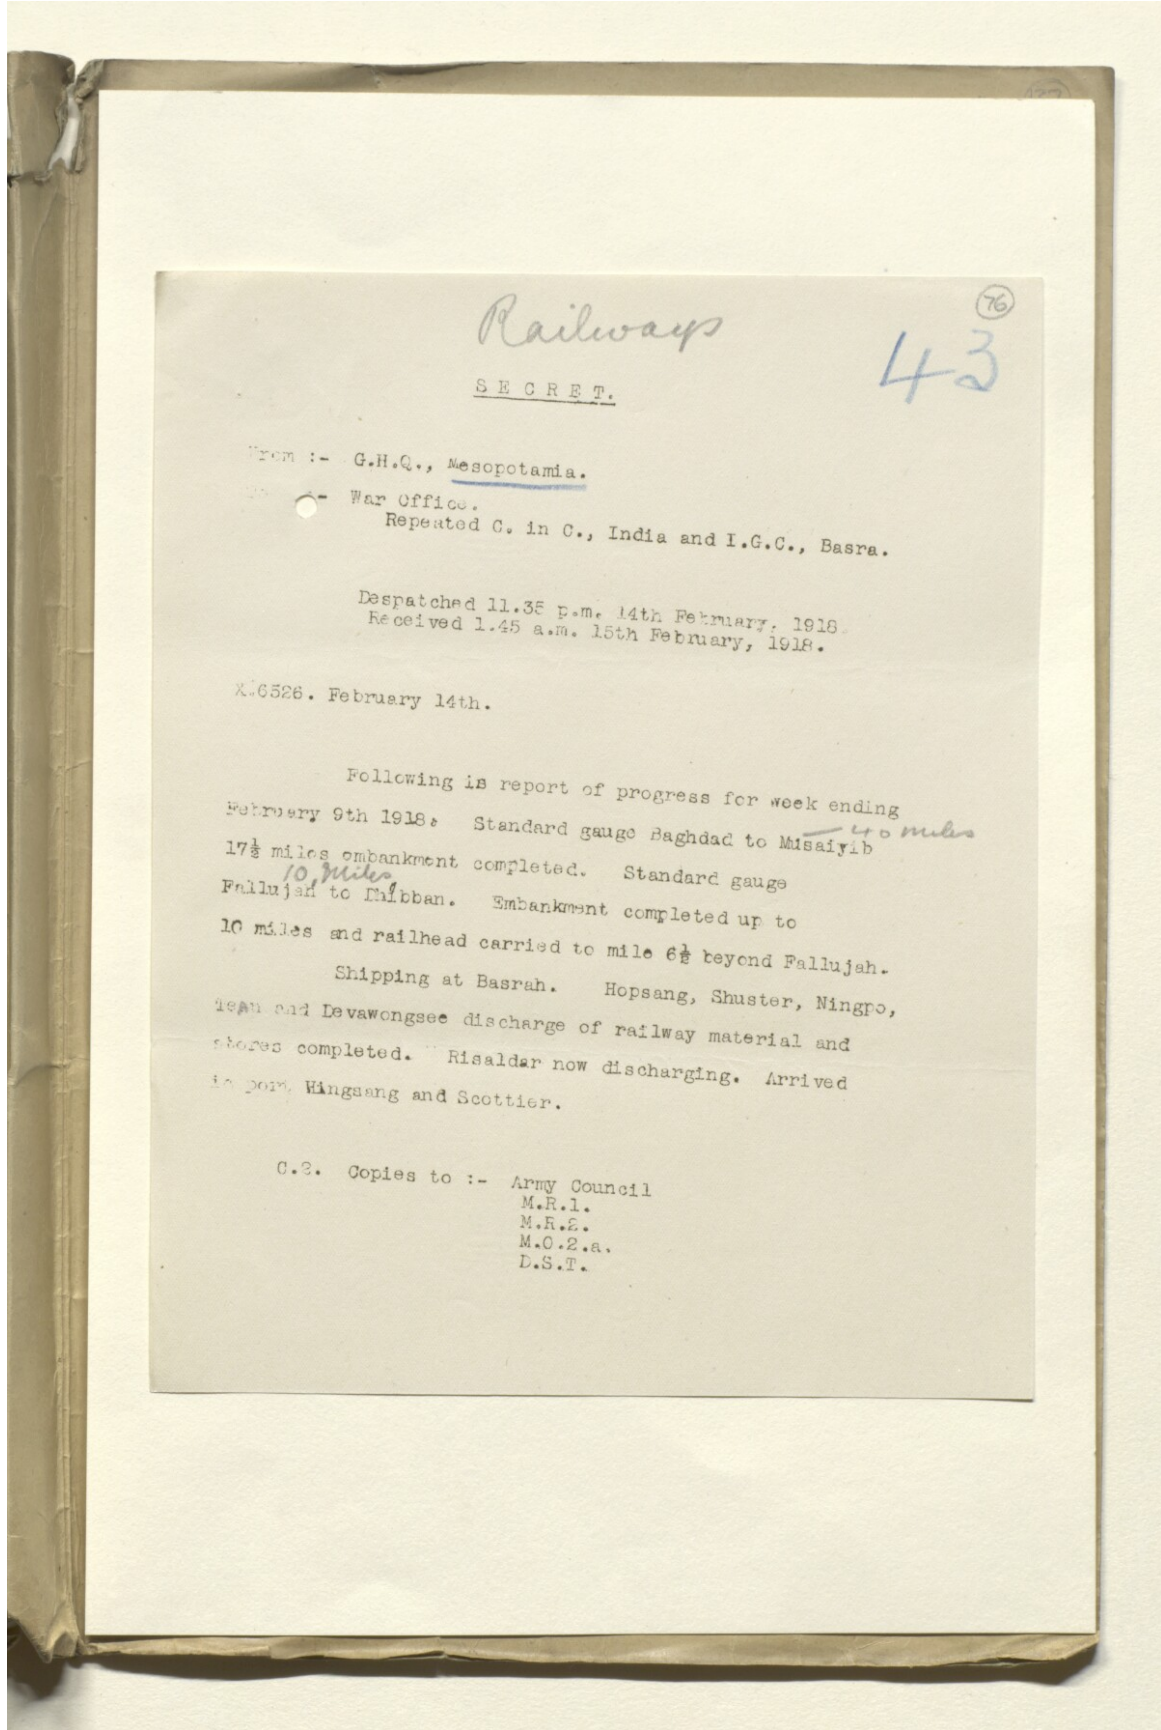 76
Railways
43
SECRET.
From :- G.H.Q., Mesopotamia.
:- War Office.
Repeated C. in C., India and I.G.C., Basra.
Despatched 11.35 p.m. 14th February, 1918.
Received 1.45 a.m. 15th February, 1918.
6526. February 14th.
Following is report of progress for week ending
February 9th 1918. Standard gauge Baghdad to Musaiyib — 40 miles
17½ miles embankment completed. Standard gauge
10 Miles
Fallujah to Dhibban. Embankment completed up to
10 miles and railhead carried to mile 6½ beyond Fallujah.
Shipping at Basrah. Hopsang, Shuster, Ningpo,
and Devawongsee discharge of railway material and
stores completed. Risaldar now discharging. Arrived
in port Wingsang and Scottier.
C.2. Copies to :- Army Council
M.R.1.
M.R.2.
M.O.2.a.
D.S.T.